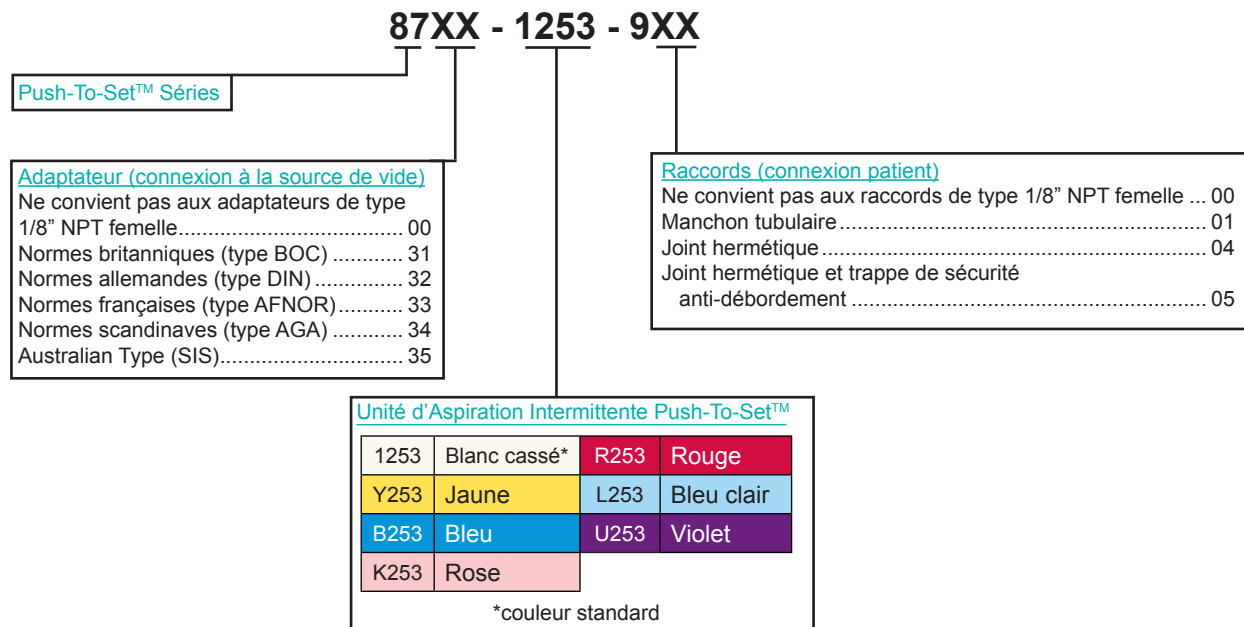 87XX - 1253 - 9XX
Push-To-Set™ Séries
Adaptateur (connexion à la source de vide)
Ne convient pas aux adaptateurs de type
1/8” NPT femelle..................................... 00
Normes britanniques (type BOC) ............ 31
Normes allemandes (type DIN) ............... 32
Normes françaises (type AFNOR)........... 33
Normes scandinaves (type AGA) ............ 34
Australian Type (SIS)................................ 35
Raccords (connexion patient)
Ne convient pas aux raccords de type 1/8” NPT femelle ... 00
Manchon tubulaire............................................................ 01
Joint hermétique............................................................... 04
Joint hermétique et trappe de sécurité
anti-débordement .......................................................... 05
Unité d’Aspiration Intermittente Push-To-Set™
1253 Blanc cassé* R253 Rouge
Y253 Jaune L253 Bleu clair
B253 Bleu U253 Violet
K253 Rose
*couleur standard